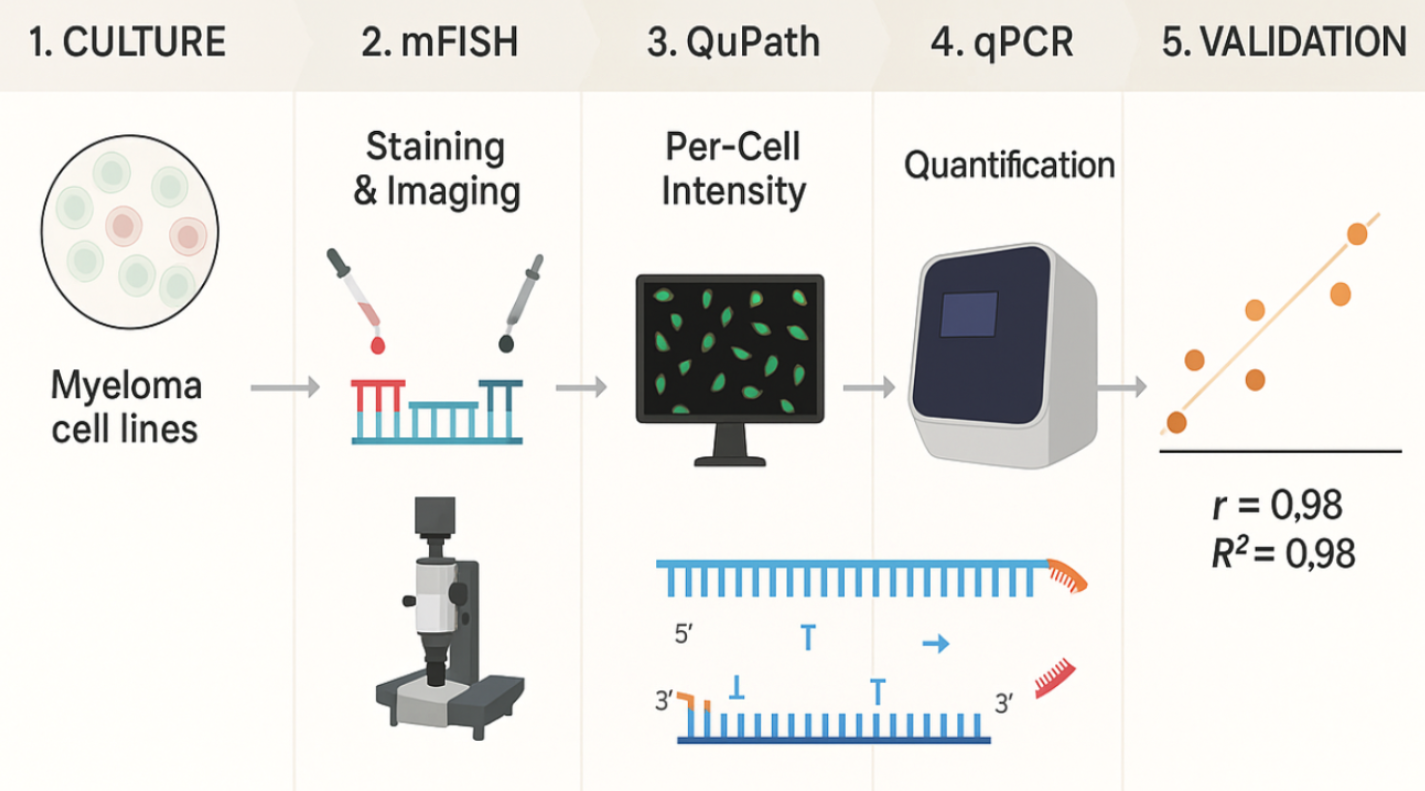 1. CULTURE
2. mFISH
3. QuPath
4. qPCR
5. VALIDATION
Myeloma
cell lines
Staining
& Imaging
Per-Cell
Intensity
Quantification
5′
T
3′
⊥
T
3′
r = 0,98
R² = 0,98